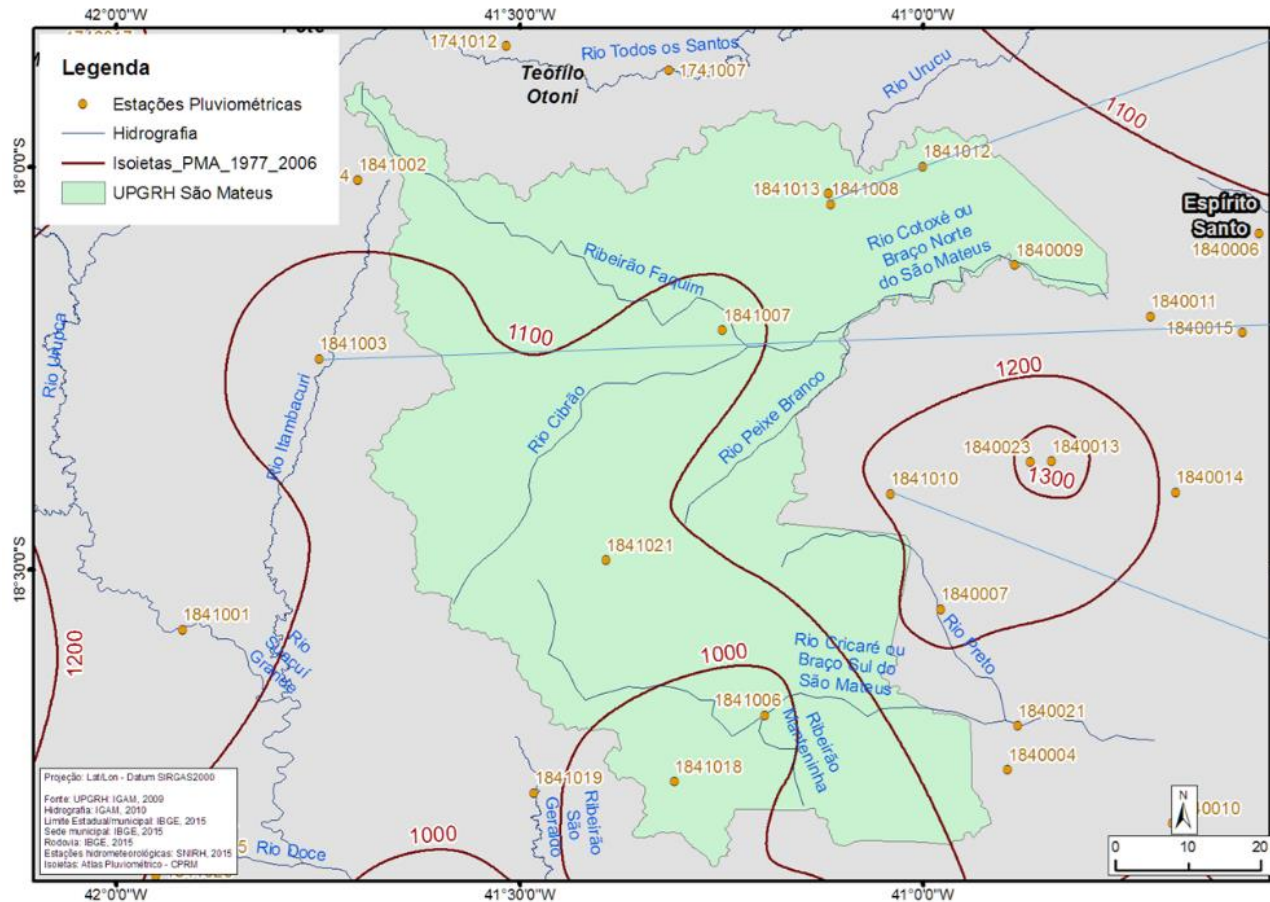 42°0'0"W
41°30'0"W
41°0'0"W
Legenda
Estações Pluviométricas
Hidrografia
Isoietas_PMA_1977_2006
UPGRH São Mateus
1741012
Rio Todos os Santos
1741007
Teófilo
Otoni
Rio Urucu
1100
18°0'0"S
1841002
1841012
1841013
1841008
Espírito
Santo
1840006
Rio Cotoxé ou
Braço Norte
do São Mateus
1840009
Ribeirão Faquim
1841007
1840011
1840015
1100
1841003
Rio Urupca
Rio Itambacuri
Rio Cibrão
Rio Peixe Branco
1200
1840023
1840013
1300
1841010
1840014
1841021
18°30'0"S
1840007
1841001
Rio
Suaçuí
Grande
1200
1000
Rio Cricaré ou
Braço Sul do
São Mateus
Rio Preto
1841006
Ribeirão
Manteninha
1840021
1841018
1840004
1841019
Ribeirão
São
Geraldo
Projeção: Lat/Lon - Datum SIRGAS2000
Fonte: UPGRH: IGAM, 2009
Hidrografia: IGAM, 2010
Limite Estadual/municipal: IBGE, 2015
Sede municipal: IBGE, 2015
Rodovia: IBGE, 2015
Estações hidrometeorológicas: SNIRH, 2015
Isoietas: Atlas Pluviométrico - CPRM
Rio Doce
1000
N
0 10 20
42°0'0"W
41°30'0"W
41°0'0"W